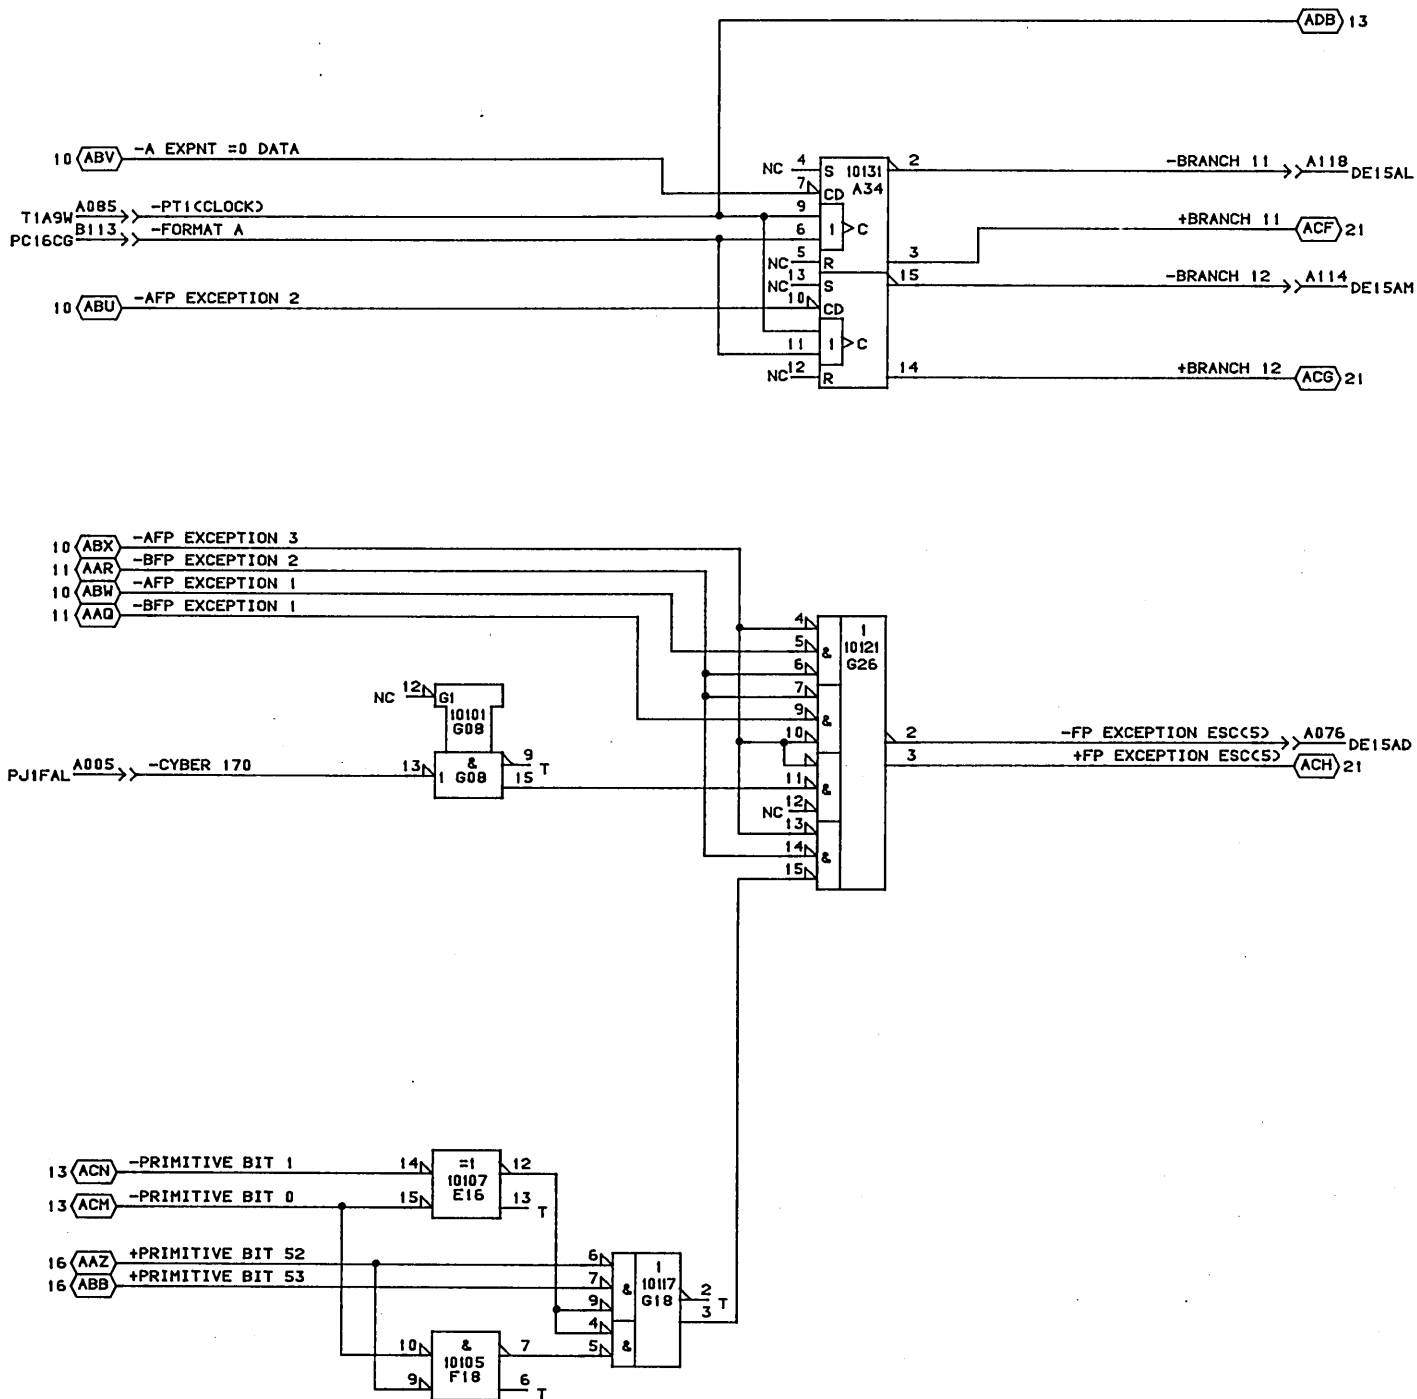 ADB 13
10 ABV -A EXPNT =0 DATA
T1A9W A085 -PT1(CLOCK)
PC16CG B113 -FORMAT A
10 ABU -AFP EXCEPTION 2
NC 4 S 10131 2 -BRANCH 11 A118 DE15AL
7 CD A34
9
6 1 C +BRANCH 11 ACF 21
NC 5 R 3
NC 13 S 15 -BRANCH 12 A114 DE15AM
10 CD
11 1 C
NC 12 R 14 +BRANCH 12 ACG 21
10 ABX -AFP EXCEPTION 3
11 AAR -BFP EXCEPTION 2
10 ABW -AFP EXCEPTION 1
11 AAQ -BFP EXCEPTION 1
4 1
5 & 10121
6 G26
7
9 &
10 2 -FP EXCEPTION ESC(5) A076 DE15AD
3 +FP EXCEPTION ESC(5) ACH 21
11 &
NC 12
13
14 &
15
NC 12 G1
10101
G08
PJ1FAL A005 -CYBER 170 13 1 & G08 9 T
15
13 ACN -PRIMITIVE BIT 1 14 =1 12
13 ACM -PRIMITIVE BIT 0 15 10107 E16 13 T
16 AAZ +PRIMITIVE BIT 52 6 1
16 ABB +PRIMITIVE BIT 53 7 & 10117 2 T
9 G18 3
4
5 &
10 & 7
10105
9 F18 6 T